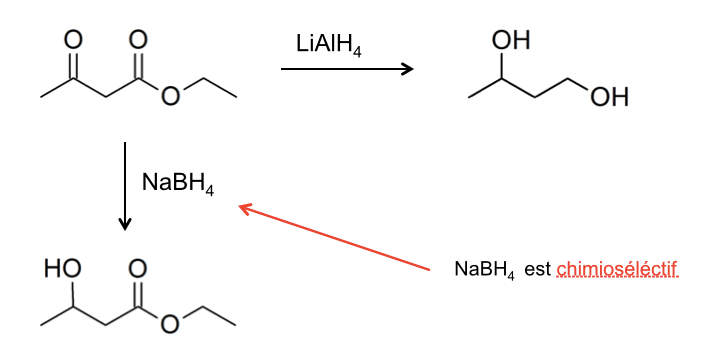 O O
LiAlH₄
OH
O
OH
NaBH₄
HO O
NaBH₄ est chimioséléctif
O